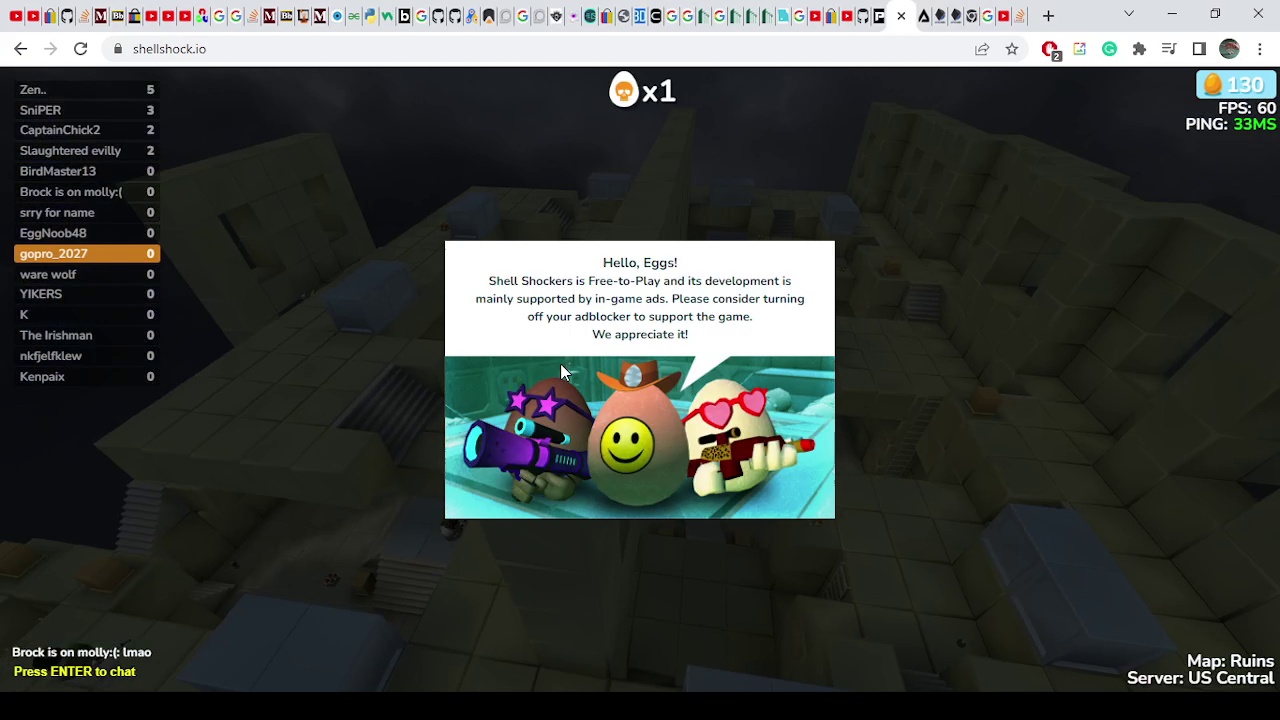 shellshock.io
2
Zen.. 5
SniPER 3
CaptainChick2 2
Slaughtered evilly 2
BirdMaster13 0
Brock is on molly:( 0
srry for name 0
EggNoob48 0
gopro_2027 0
ware wolf 0
YIKERS 0
K 0
The Irishman 0
nkfjelfklew 0
Kenpaix 0
x1
130
FPS: 60
PING: 33MS
Hello, Eggs!
Shell Shockers is Free-to-Play and its development is
mainly supported by in-game ads. Please consider turning
off your adblocker to support the game.
We appreciate it!
Brock is on molly:(: lmao
Press ENTER to chat
Map: Ruins
Server: US Central